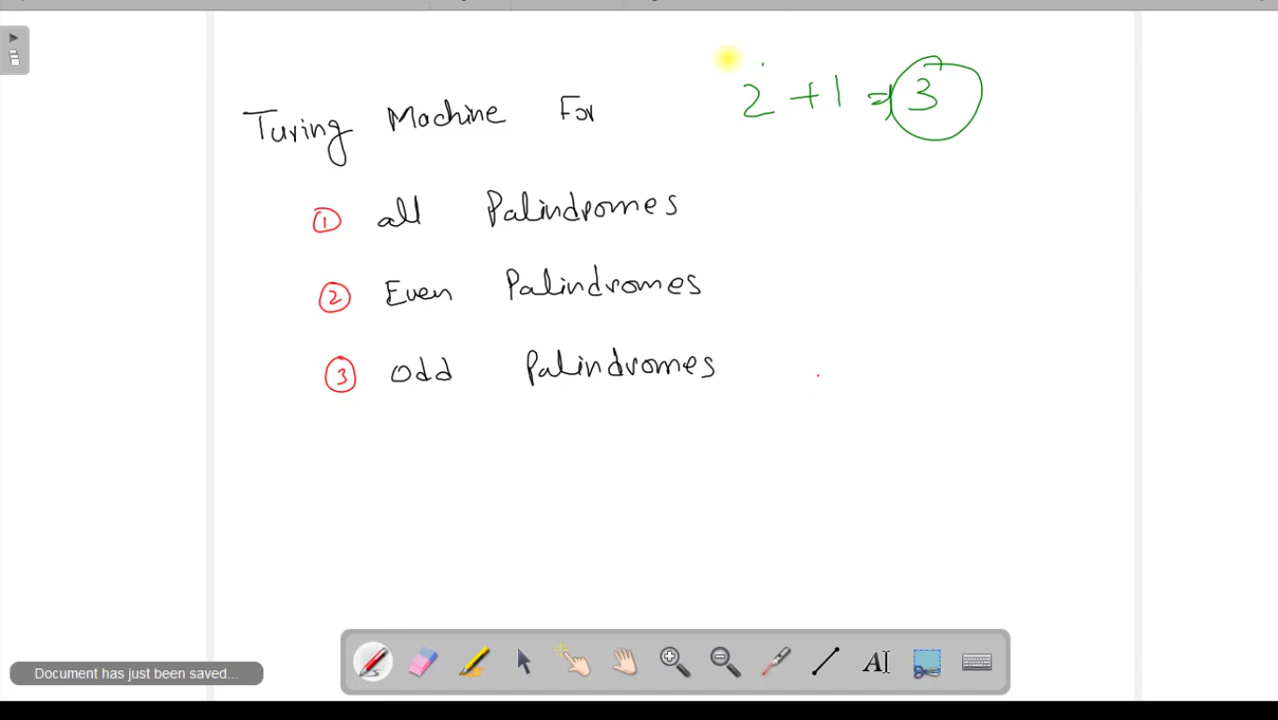 2 + 1 => 3
Turing Machine For
① all Palindromes
② Even Palindromes
③ odd Palindromes
Document has just been saved...
AI